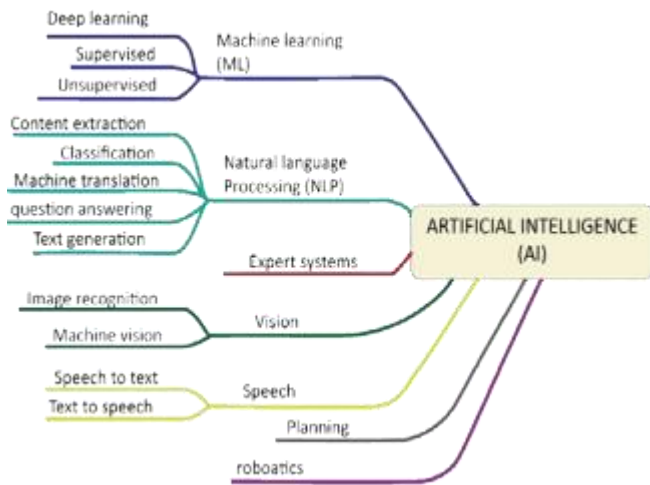 Deep learning
Supervised
Unsupervised
Machine learning
(ML)
Content extraction
Classification
Machine translation
question answering
Text generation
Natural language
Processing (NLP)
ARTIFICIAL INTELLIGENCE
(AI)
Expert systems
Image recognition
Machine vision
Vision
Speech to text
Text to speech
Speech
Planning
roboatics